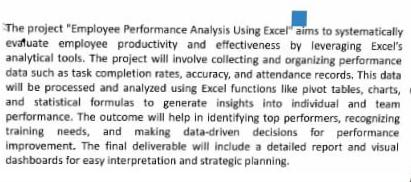 The project "Employee Performance Analysis Using Excel" aims to systematically
evaluate employee productivity and effectiveness by leveraging Excel's
analytical tools. The project will involve collecting and organizing performance
data such as task completion rates, accuracy, and attendance records. This data
will be processed and analyzed using Excel functions like pivot tables, charts,
and statistical formulas to generate insights into individual and team
performance. The outcome will help in identifying top performers, recognizing
training needs, and making data-driven decisions for performance
improvement. The final deliverable will include a detailed report and visual
dashboards for easy interpretation and strategic planning.